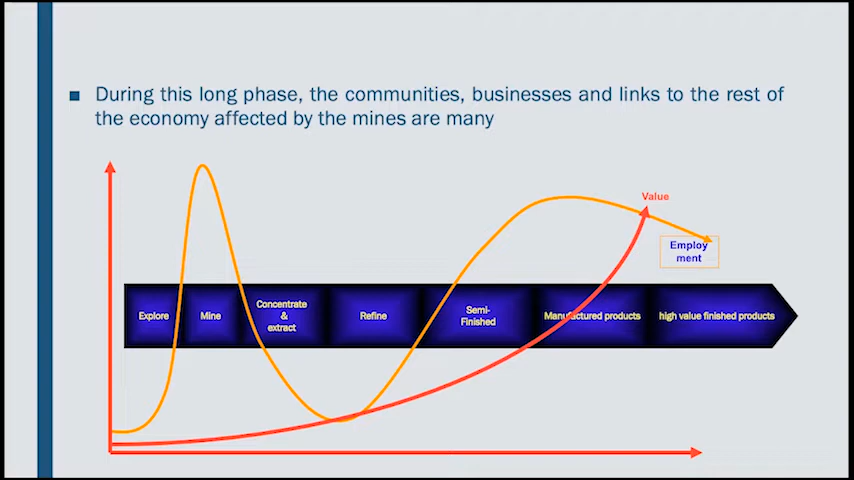 During this long phase, the communities, businesses and links to the rest of
the economy affected by the mines are many
Value
Employ
ment
Explore
Mine
Concentrate
&
extract
Refine
Semi-
Finished
Manufactured products
high value finished products